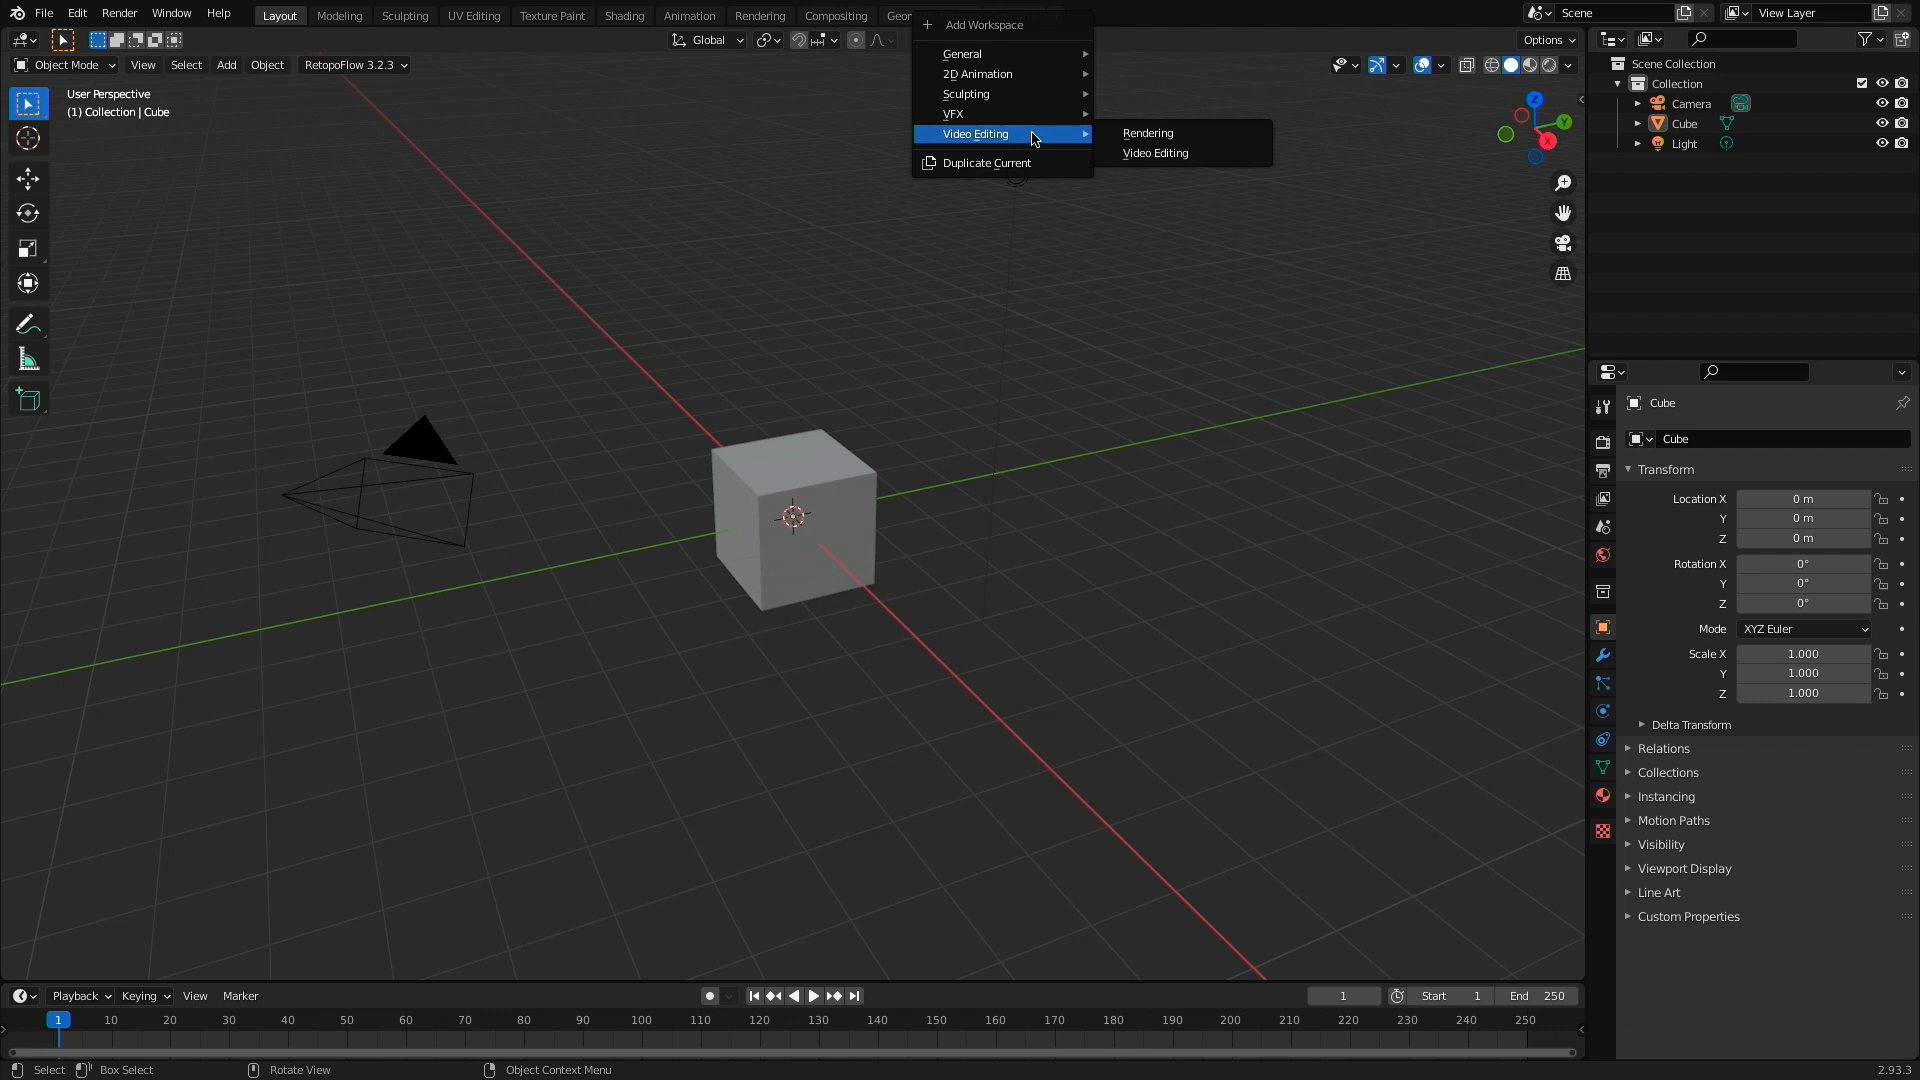 File Edit Render Window Help Layout Modeling Sculpting UV Editing Texture Paint Shading Animation Rendering Compositing Scene View Layer
+ Add Workspace
General
2D Animation
Sculpting
VFX
Video Editing
Duplicate Current
Rendering
Video Editing
Global
Options
Object Mode View Select Add Object RetopoFlow 3.2.3
User Perspective
(1) Collection | Cube
Z
Y
X
Scene Collection
Collection
Camera
Cube
Light
Cube
Cube
Transform
Location X 0 m
Y 0 m
Z 0 m
Rotation X 0°
Y 0°
Z 0°
Mode XYZ Euler
Scale X 1.000
Y 1.000
Z 1.000
Delta Transform
Relations
Collections
Instancing
Motion Paths
Visibility
Viewport Display
Line Art
Custom Properties
Playback Keying View Marker 1 Start 1 End 250
1 10 20 30 40 50 60 70 80 90 100 110 120 130 140 150 160 170 180 190 200 210 220 230 240 250
Select Box Select Rotate View Object Context Menu 2.93.3